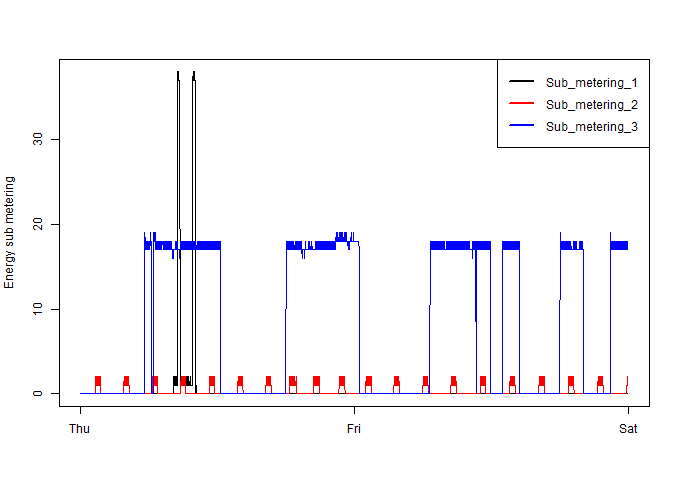 Sub_metering_1
Sub_metering_2
Sub_metering_3
Energy sub metering
30
20
10
0
Thu Fri Sat